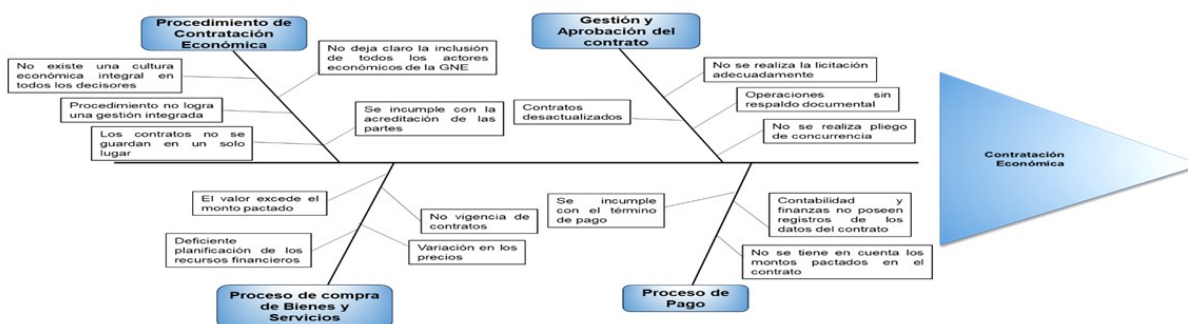 Procedimiento de
Contratación
Económica
No existe una cultura
económica integral en
todos los decisores
Procedimiento no logra
una gestión integrada
Los contratos no se
guardan en un solo
lugar
No deja claro la inclusión
de todos los actores
económicos de la GNE
Se incumple con la
acreditación de las
partes
Gestión y
Aprobación del
contrato
Contratos
desactualizados
No se realiza la licitación
adecuadamente
Operaciones sin
respaldo documental
No se realiza pliego
de concurrencia
Contratación
Económica
El valor excede el
monto pactado
Deficiente
planificación de los
recursos financieros
No vigencia de
contratos
Variación en los
precios
Proceso de compra
de Bienes y
Servicios
Se incumple
con el término
de pago
Contabilidad y
finanzas no poseen
registros de los
datos del contrato
No se tiene en cuenta los
montos pactados en el
contrato
Proceso de
Pago